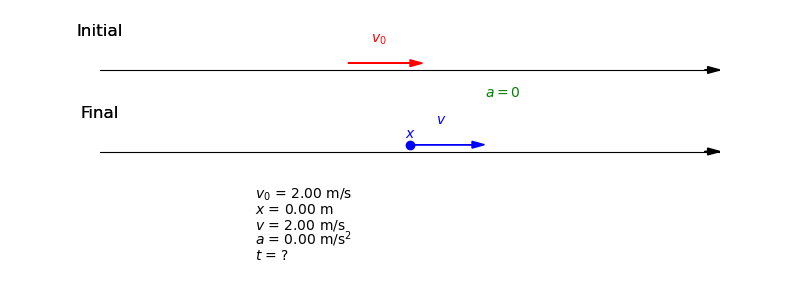 Initial
v₀
a = 0
Final
v
x
v₀ = 2.00 m/s
x = 0.00 m
v = 2.00 m/s
a = 0.00 m/s²
t = ?